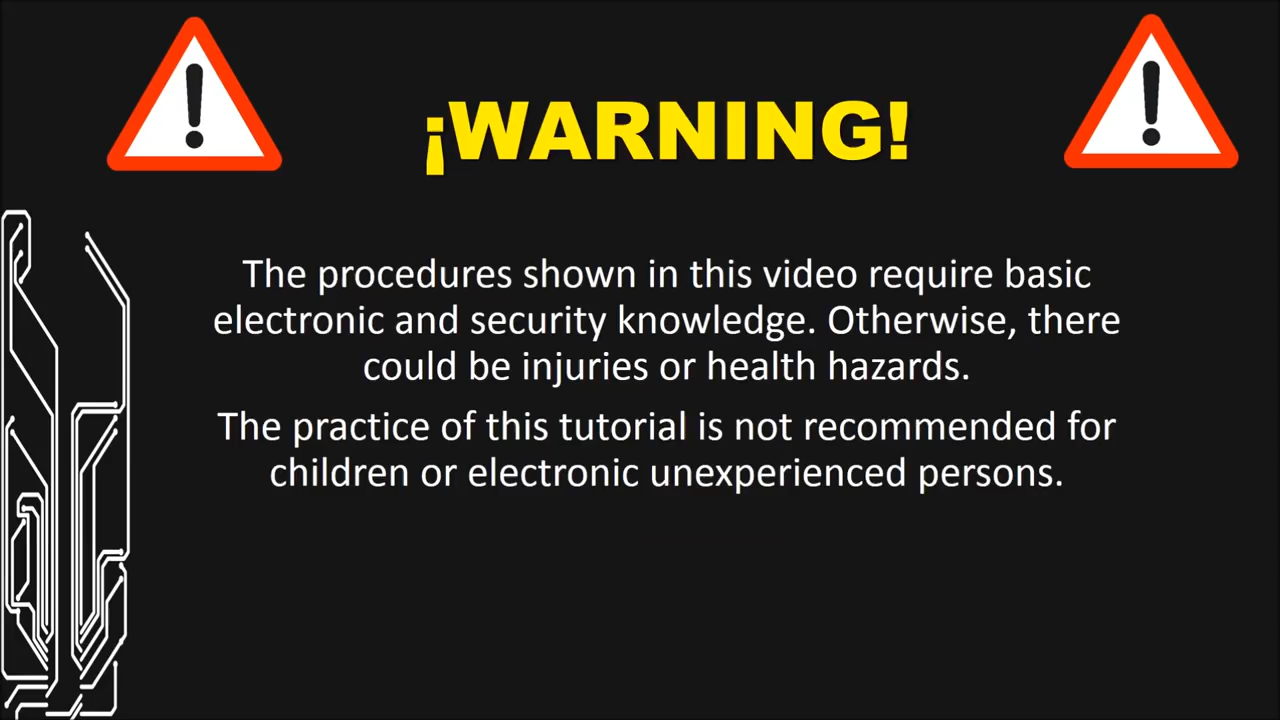 ¡WARNING!
The procedures shown in this video require basic
electronic and security knowledge. Otherwise, there
could be injuries or health hazards.
The practice of this tutorial is not recommended for
children or electronic unexperienced persons.